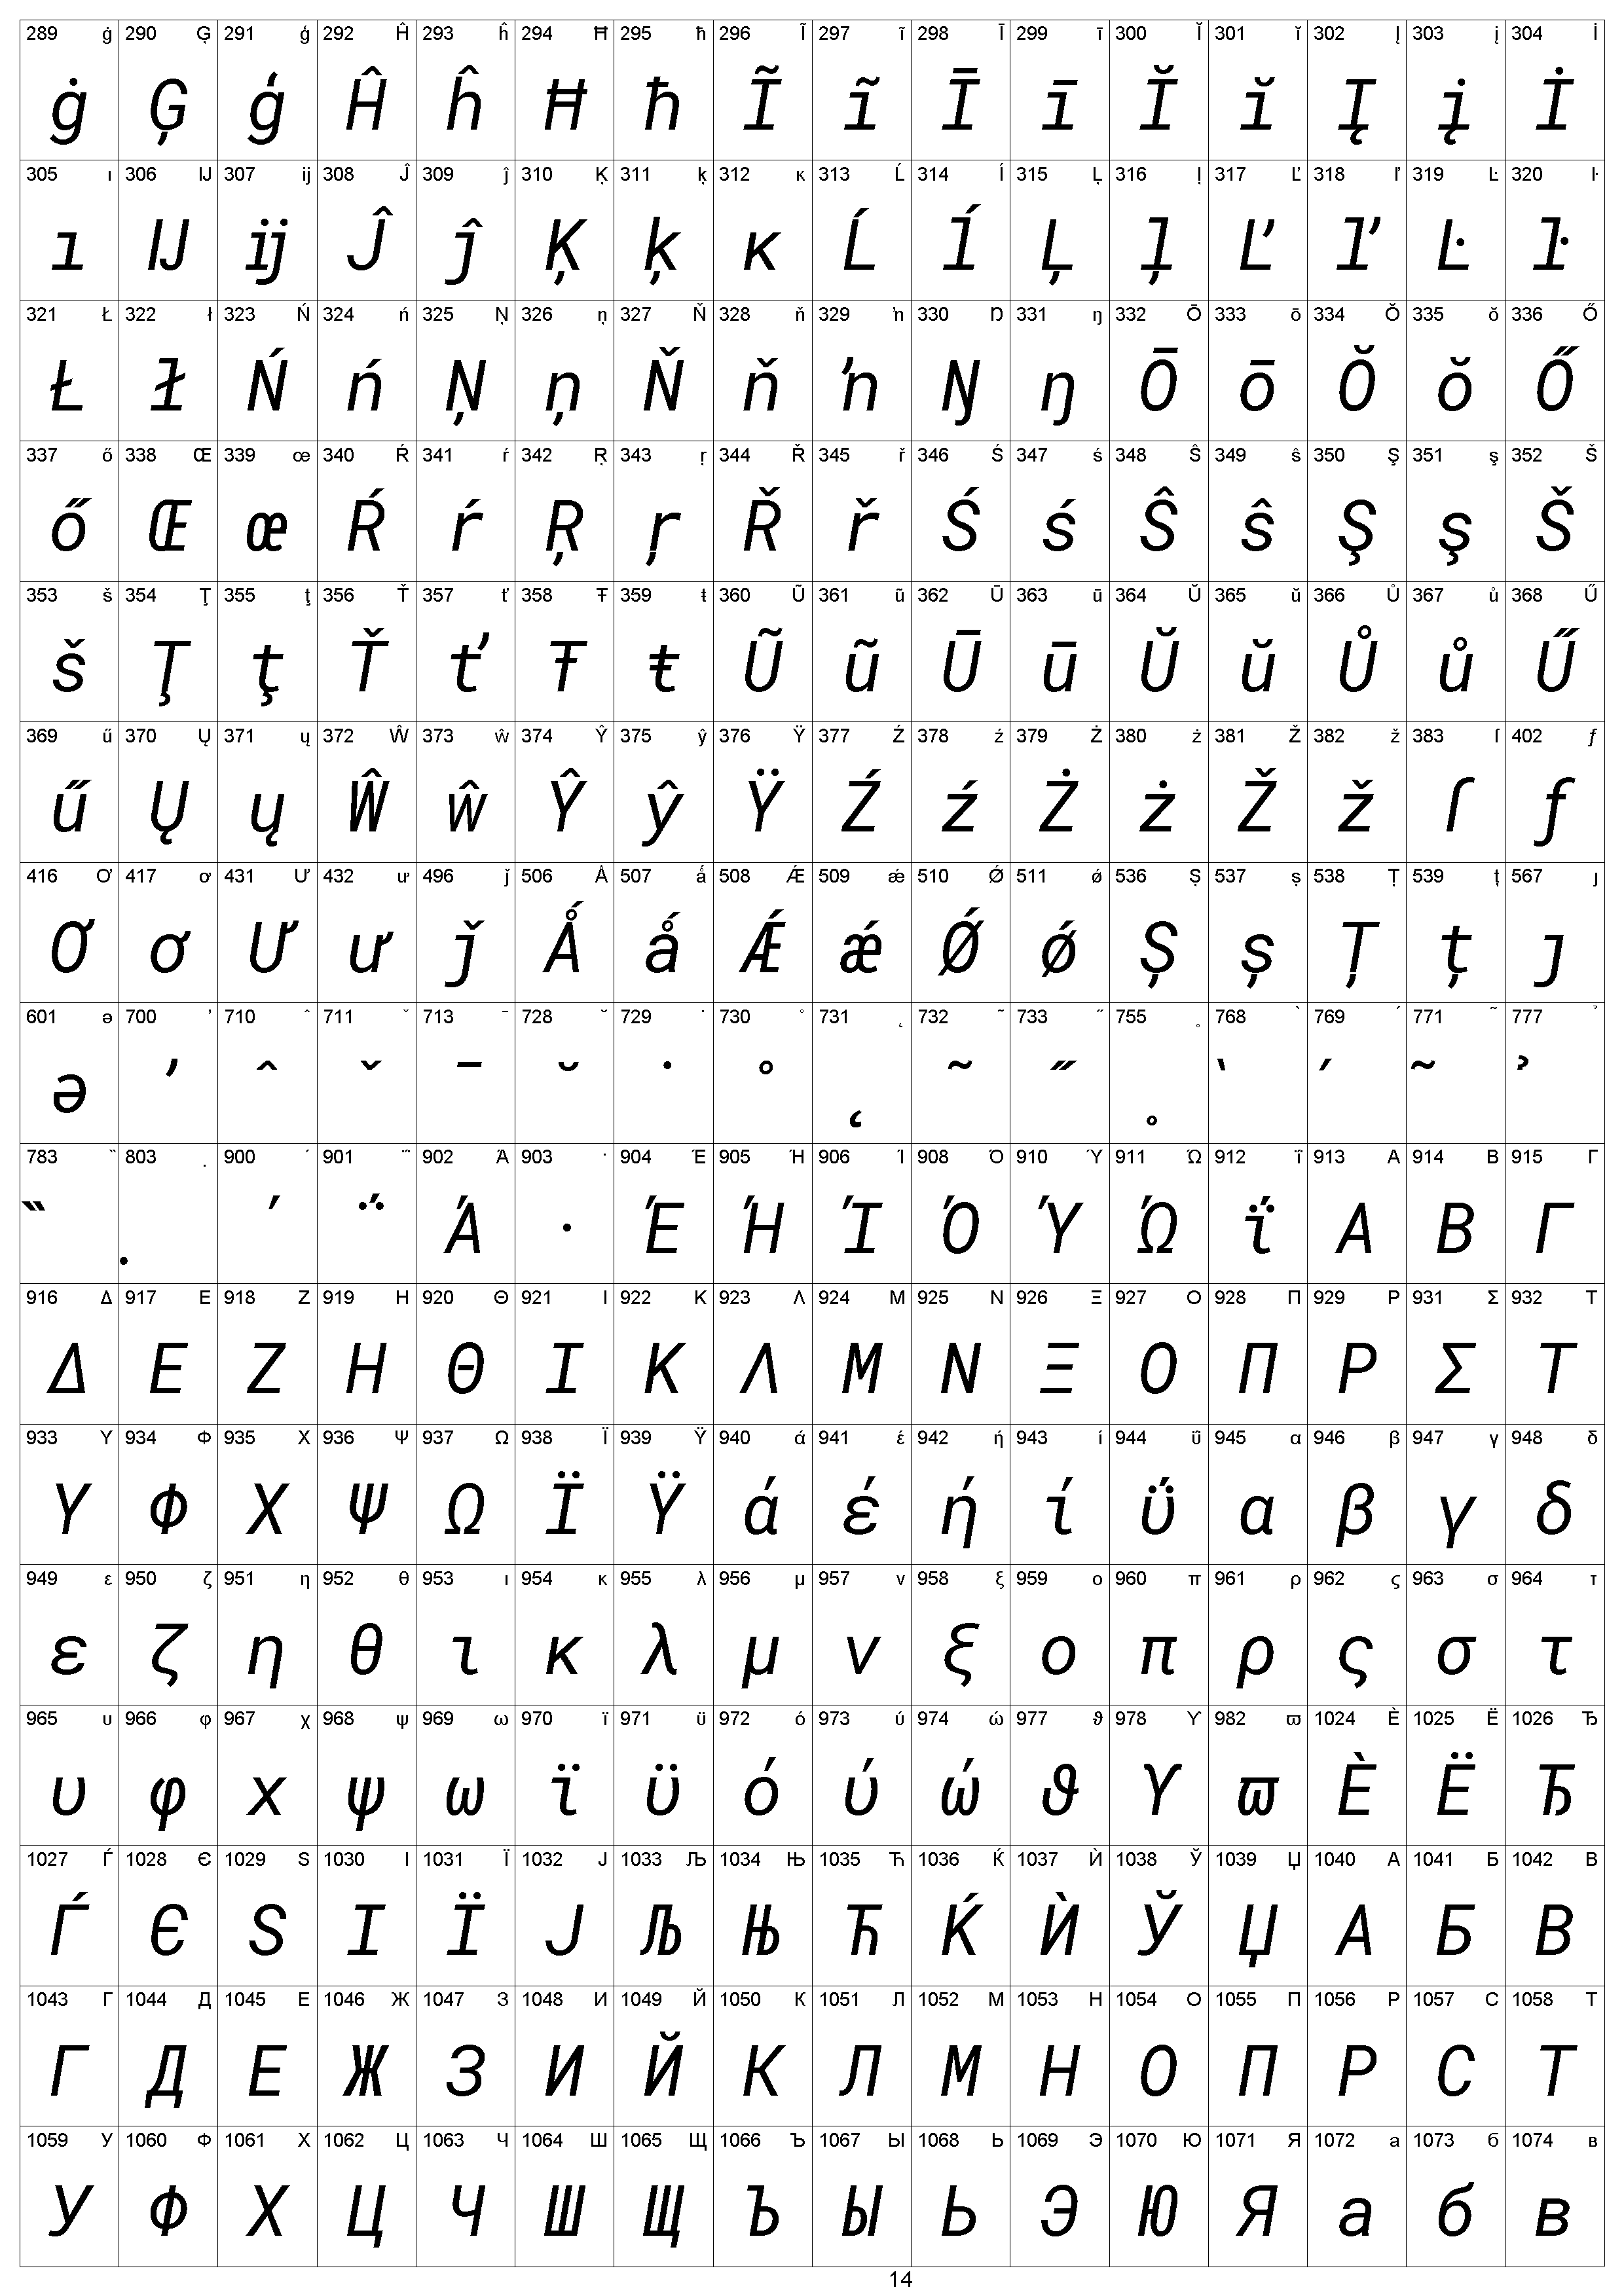 289 ġ 290 Ģ 291 ģ 292 Ĥ 293 ĥ 294 Ħ 295 ħ 296 Ĩ 297 ĩ 298 Ī 299 ī 300 Ĭ 301 ĭ 302 Į 303 į 304 İ
ġ Ģ ģ Ĥ ĥ Ħ ħ Ĩ ĩ Ī ī Ĭ ĭ Į į İ
305 ı 306 Ĳ 307 ĳ 308 Ĵ 309 ĵ 310 Ķ 311 ķ 312 ĸ 313 Ĺ 314 ĺ 315 Ļ 316 ļ 317 Ľ 318 ľ 319 Ŀ 320 ŀ
ı Ĳ ĳ Ĵ ĵ Ķ ķ ĸ Ĺ ĺ Ļ ļ Ľ ľ Ŀ ŀ
321 Ł 322 ł 323 Ń 324 ń 325 Ņ 326 ņ 327 Ň 328 ň 329 ŉ 330 Ŋ 331 ŋ 332 Ō 333 ō 334 Ŏ 335 ŏ 336 Ő
Ł ł Ń ń Ņ ņ Ň ň ŉ Ŋ ŋ Ō ō Ŏ ŏ Ő
337 ő 338 Œ 339 œ 340 Ŕ 341 ŕ 342 Ŗ 343 ŗ 344 Ř 345 ř 346 Ś 347 ś 348 Ŝ 349 ŝ 350 Ş 351 ş 352 Š
ő Œ œ Ŕ ŕ Ŗ ŗ Ř ř Ś ś Ŝ ŝ Ş ş Š
353 š 354 Ţ 355 ţ 356 Ť 357 ť 358 Ŧ 359 ŧ 360 Ũ 361 ũ 362 Ū 363 ū 364 Ŭ 365 ŭ 366 Ů 367 ů 368 Ű
š Ţ ţ Ť ť Ŧ ŧ Ũ ũ Ū ū Ŭ ŭ Ů ů Ű
369 ű 370 Ų 371 ų 372 Ŵ 373 ŵ 374 Ŷ 375 ŷ 376 Ÿ 377 Ź 378 ź 379 Ż 380 ż 381 Ž 382 ž 383 ſ 402 ƒ
ű Ų ų Ŵ ŵ Ŷ ŷ Ÿ Ź ź Ż ż Ž ž ſ ƒ
416 Ơ 417 ơ 431 Ư 432 ư 496 ǰ 506 Ǻ 507 ǻ 508 Ǽ 509 ǽ 510 Ǿ 511 ǿ 536 Ș 537 ș 538 Ț 539 ț 567 ȷ
Ơ ơ Ư ư ǰ Ǻ ǻ Ǽ ǽ Ǿ ǿ Ș ș Ț ț ȷ
601 ə 700 ʼ 710 ˆ 711 ˇ 713 ˉ 728 ˘ 729 ˙ 730 ˚ 731 ˛ 732 ˜ 733 ˝ 755 ˳ 768 ̀ 769 ́ 771 ̃ 777 ̉
ə ʼ ˆ ˇ ˉ ˘ ˙ ˚ ˛ ˜ ˝ ˳ ̀ ́ ̃ ̉
783 ̏ 803 ̣ 900 ΄ 901 ΅ 902 Ά 903 · 904 Έ 905 Ή 906 Ί 908 Ό 910 Ύ 911 Ώ 912 ΐ 913 Α 914 Β 915 Γ
̏ ̣ ΄ ΅ Ά · Έ Ή Ί Ό Ύ Ώ ΐ Α Β Γ
916 Δ 917 Ε 918 Ζ 919 Η 920 Θ 921 Ι 922 Κ 923 Λ 924 Μ 925 Ν 926 Ξ 927 Ο 928 Π 929 Ρ 931 Σ 932 Τ
Δ Ε Ζ Η Θ Ι Κ Λ Μ Ν Ξ Ο Π Ρ Σ Τ
933 Υ 934 Φ 935 Χ 936 Ψ 937 Ω 938 Ϊ 939 Ϋ 940 ά 941 έ 942 ή 943 ί 944 ΰ 945 α 946 β 947 γ 948 δ
Υ Φ Χ Ψ Ω Ϊ Ϋ ά έ ή ί ΰ α β γ δ
949 ε 950 ζ 951 η 952 θ 953 ι 954 κ 955 λ 956 μ 957 ν 958 ξ 959 ο 960 π 961 ρ 962 ς 963 σ 964 τ
ε ζ η θ ι κ λ μ ν ξ ο π ρ ς σ τ
965 υ 966 φ 967 χ 968 ψ 969 ω 970 ϊ 971 ϋ 972 ό 973 ύ 974 ώ 977 ϑ 978 ϒ 982 ϖ 1024 Ѐ 1025 Ё 1026 Ђ
υ φ χ ψ ω ϊ ϋ ό ύ ώ ϑ ϒ ϖ Ѐ Ё Ђ
1027 Ѓ 1028 Є 1029 Ѕ 1030 І 1031 Ї 1032 Ј 1033 Љ 1034 Њ 1035 Ћ 1036 Ќ 1037 Ѝ 1038 Ў 1039 Џ 1040 А 1041 Б 1042 В
Ѓ Є Ѕ І Ї Ј Љ Њ Ћ Ќ Ѝ Ў Џ А Б В
1043 Г 1044 Д 1045 Е 1046 Ж 1047 З 1048 И 1049 Й 1050 К 1051 Л 1052 М 1053 Н 1054 О 1055 П 1056 Р 1057 С 1058 Т
Г Д Е Ж З И Й К Л М Н О П Р С Т
1059 У 1060 Ф 1061 Х 1062 Ц 1063 Ч 1064 Ш 1065 Щ 1066 Ъ 1067 Ы 1068 Ь 1069 Э 1070 Ю 1071 Я 1072 а 1073 б 1074 в
У Ф Х Ц Ч Ш Щ Ъ Ы Ь Э Ю Я а б в
14